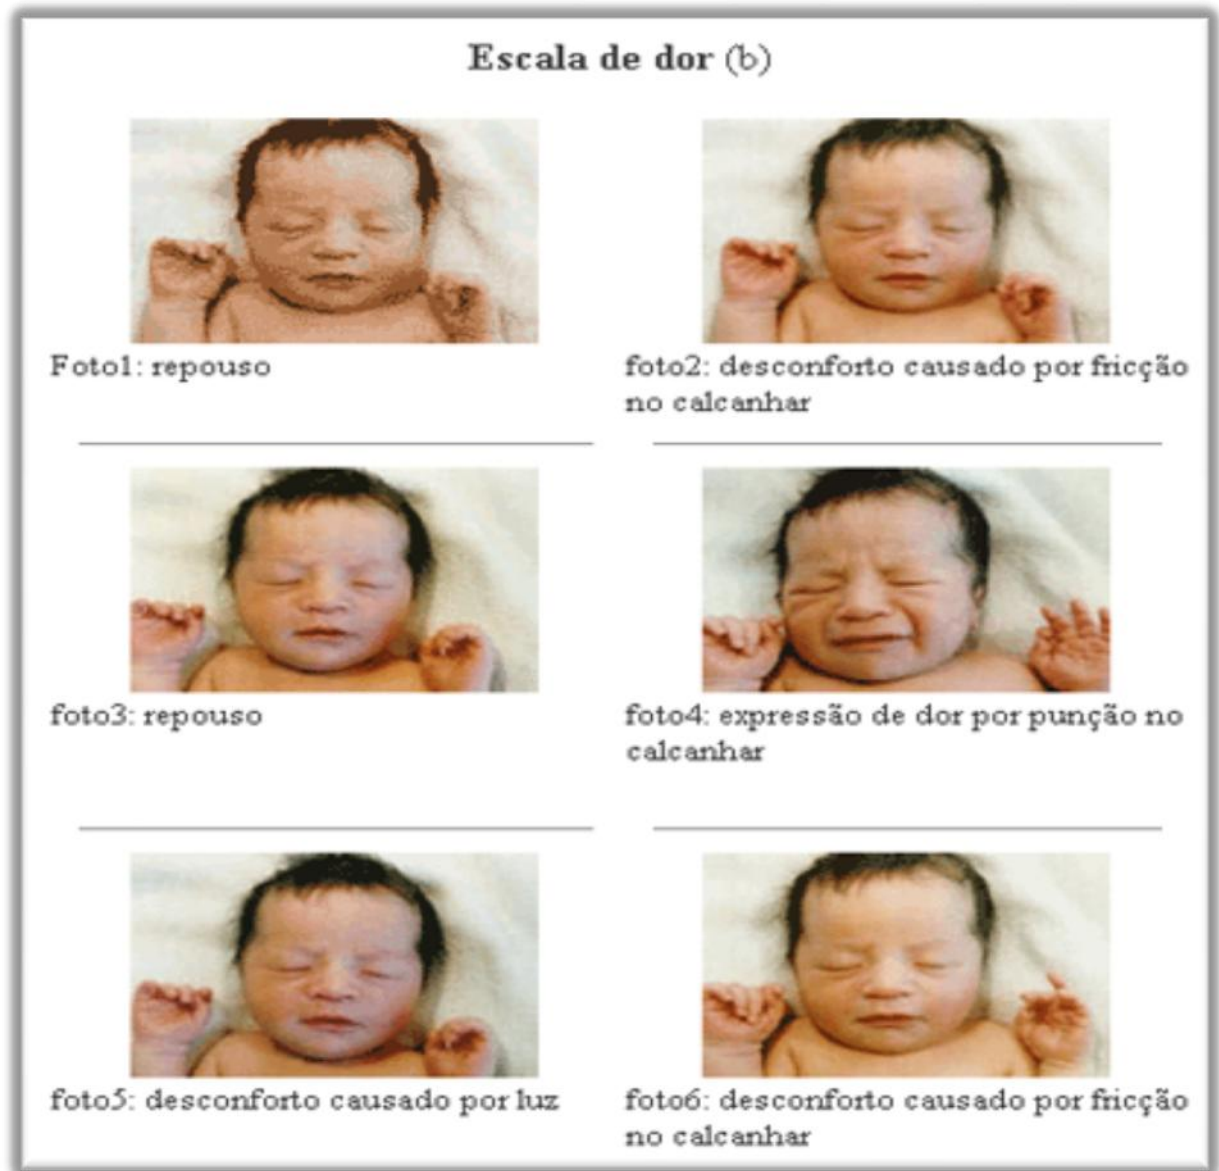 Escala de dor (b)
Foto1: repouso
foto2: desconforto causado por fricção
no calcanhar
foto3: repouso
foto4: expressão de dor por punção no
calcanhar
foto5: desconforto causado por luz
foto6: desconforto causado por fricção
no calcanhar